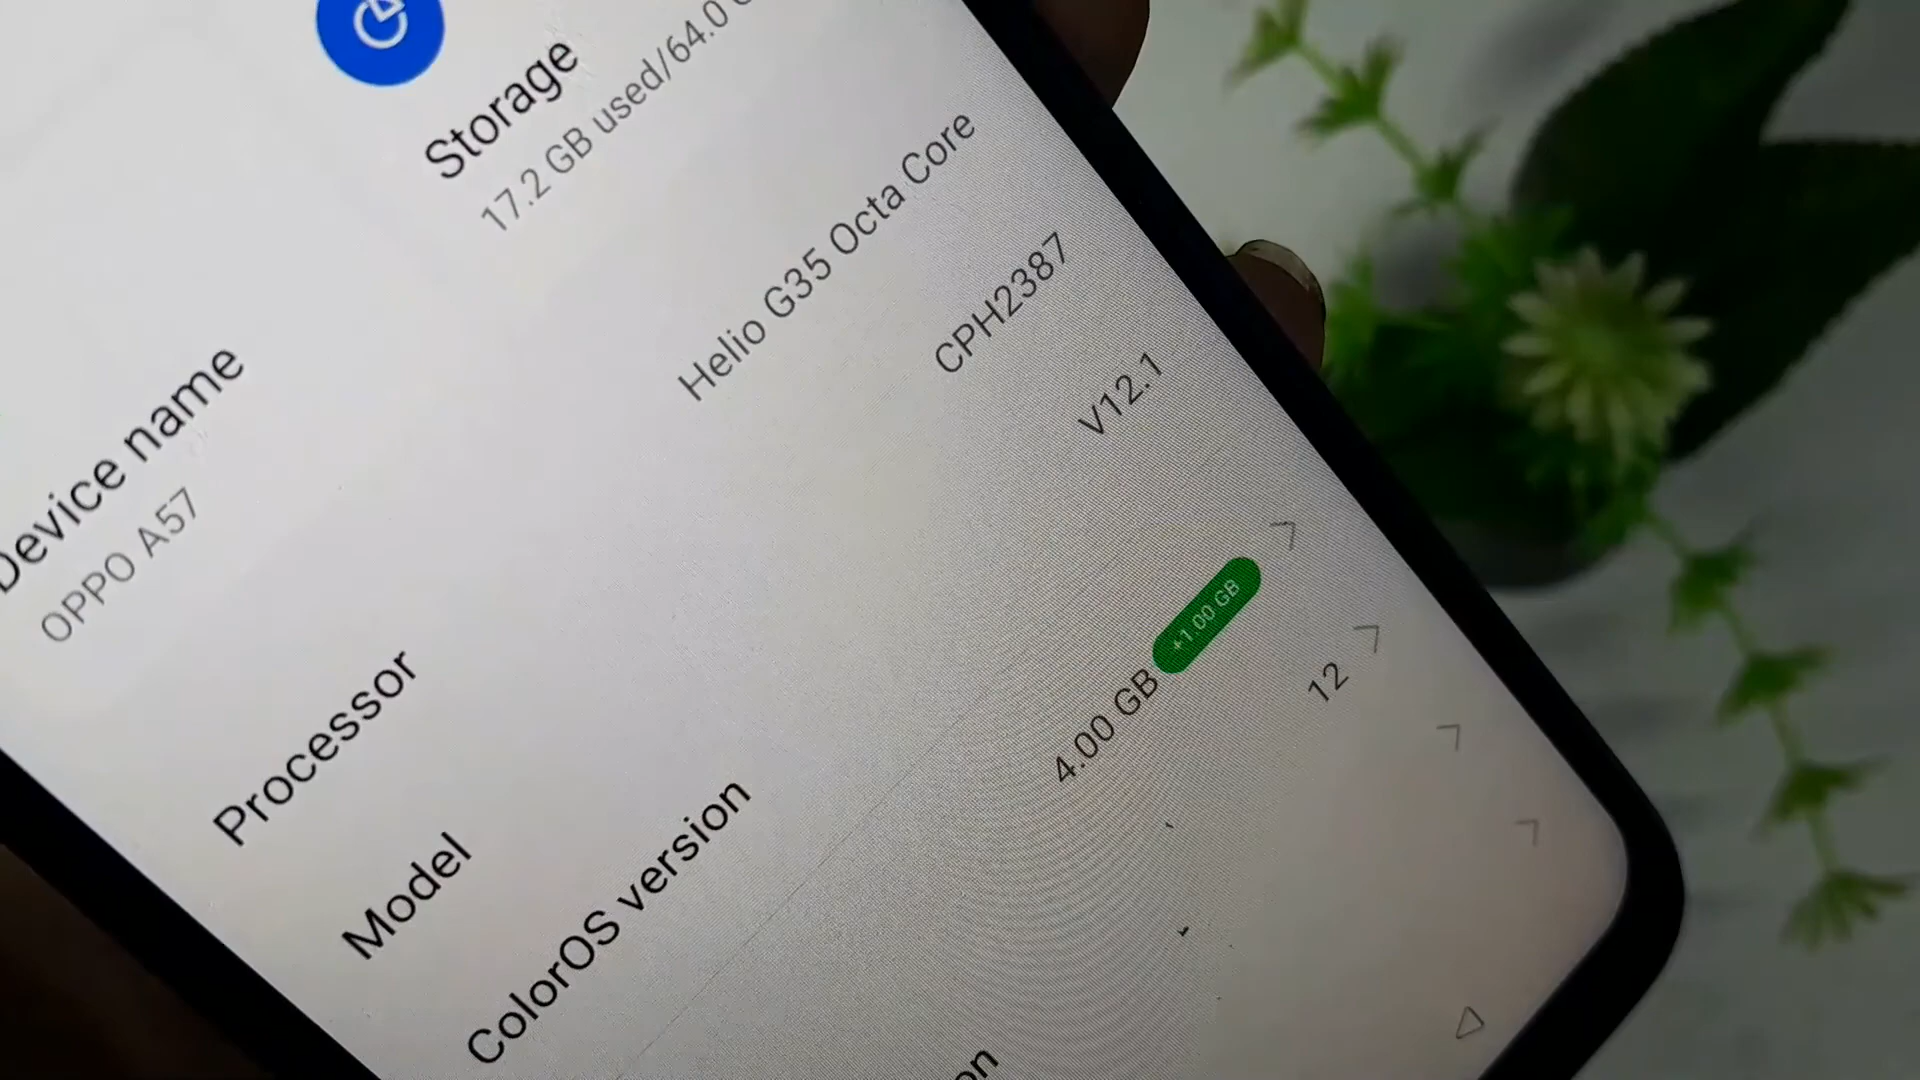 Storage
17.2 GB used/64.0
Device name
OPPO A57
Processor
Helio G35 Octa Core
Model
CPH2387
ColorOS version
V12.1
4.00 GB +1.00 GB
12